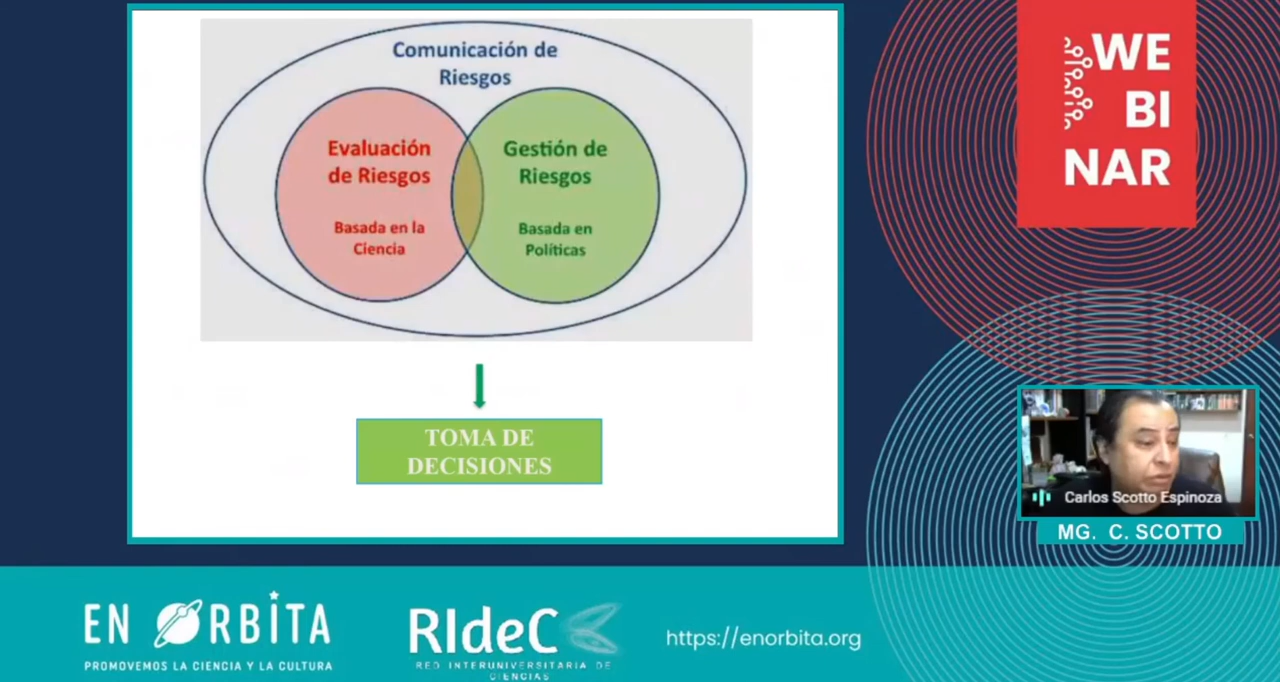 Comunicación de
Riesgos
Evaluación
de Riesgos
Basada en la
Ciencia
Gestión de
Riesgos
Basada en
Políticas
TOMA DE
DECISIONES
WE
BI
NAR
Carlos Scotto Espinoza
MG. C. SCOTTO
EN ORBITA
PROMOVEMOS LA CIENCIA Y LA CULTURA
RIdeC
RED INTERUNIVERSITARIA DE
CIENCIAS
https://enorbita.org